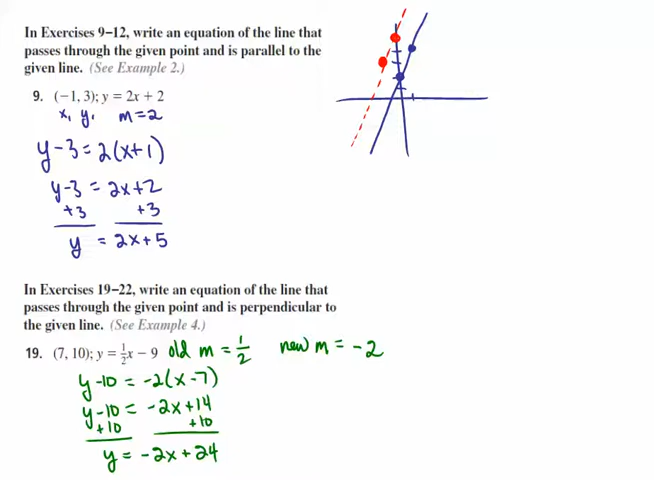 In Exercises 9–12, write an equation of the line that
passes through the given point and is parallel to the
given line. (See Example 2.)
9. (−1, 3); y = 2x + 2
x₁ y₁ m = 2
y − 3 = 2(x + 1)
y − 3 = 2x + 2
+3 +3
y = 2x + 5
In Exercises 19–22, write an equation of the line that
passes through the given point and is perpendicular to
the given line. (See Example 4.)
19. (7, 10); y = ½x − 9 old m = ½ new m = −2
y − 10 = −2(x − 7)
y − 10 = −2x + 14
+10 +10
y = −2x + 24